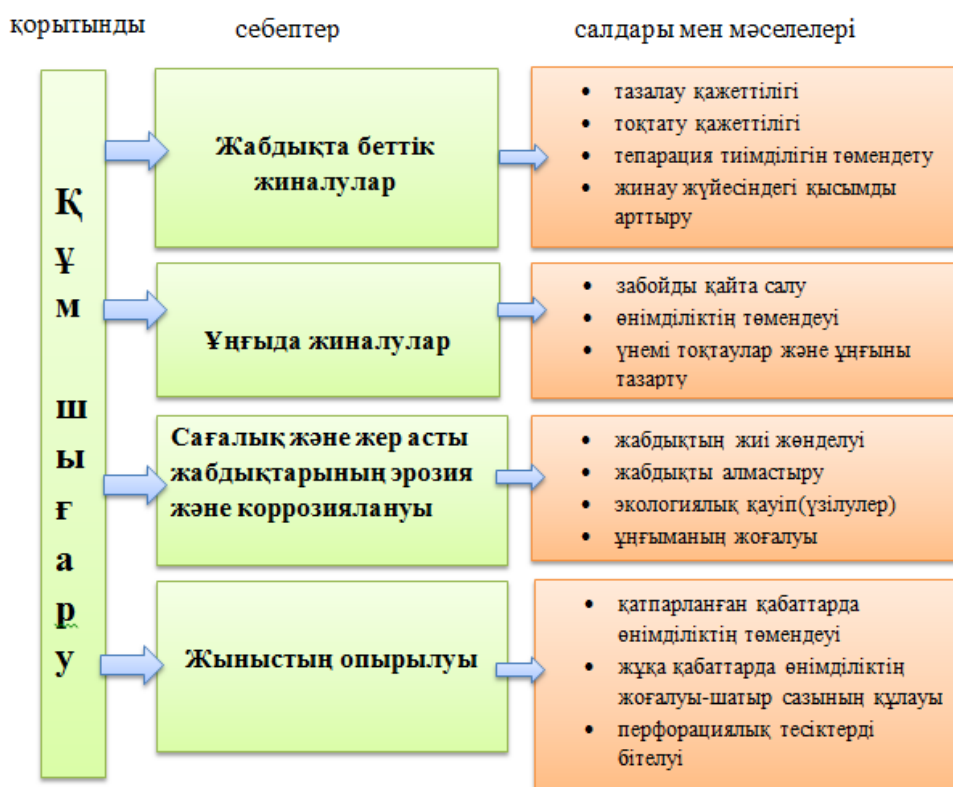 қорытынды
себептер
салдары мен мәселелері
Құм шығару
Жабдықта беттік
жиналулар
• тазалау қажеттілігі
• тоқтату қажеттілігі
• тепарация тиімділігін төмендету
• жинау жүйесіндегі қысымды
арттыру
Ұңғыда жиналулар
• забойды қайта салу
• өнімділіктің төмендеуі
• үнемі тоқтаулар және ұңғыны
тазарту
Сағалық және жер асты
жабдықтарының эрозия
және коррозиялануы
• жабдықтың жиі жөнделуі
• жабдықты алмастыру
• экологиялық қауіп(үзілулер)
• ұңғыманың жоғалуы
Жыныстың опырылуы
• қатпарланған қабаттарда
өнімділіктің төмендеуі
• жұқа қабаттарда өнімділіктің
жоғалуы-шатыр сазының құлауы
• перфорациялық тесіктерді
бітелуі